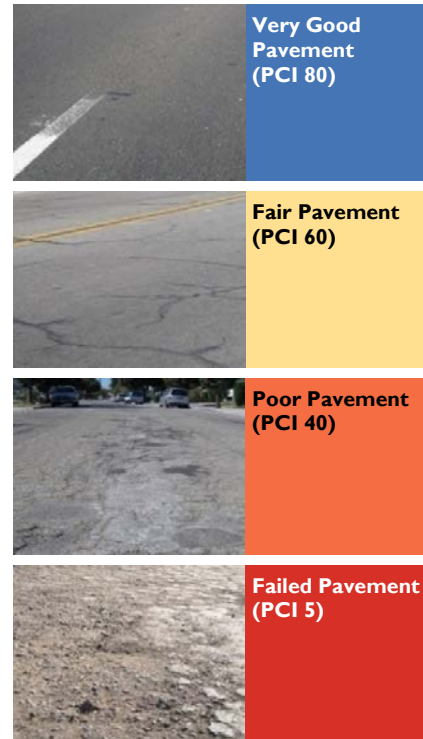 Very Good
Pavement
(PCI 80)
Fair Pavement
(PCI 60)
Poor Pavement
(PCI 40)
Failed Pavement
(PCI 5)